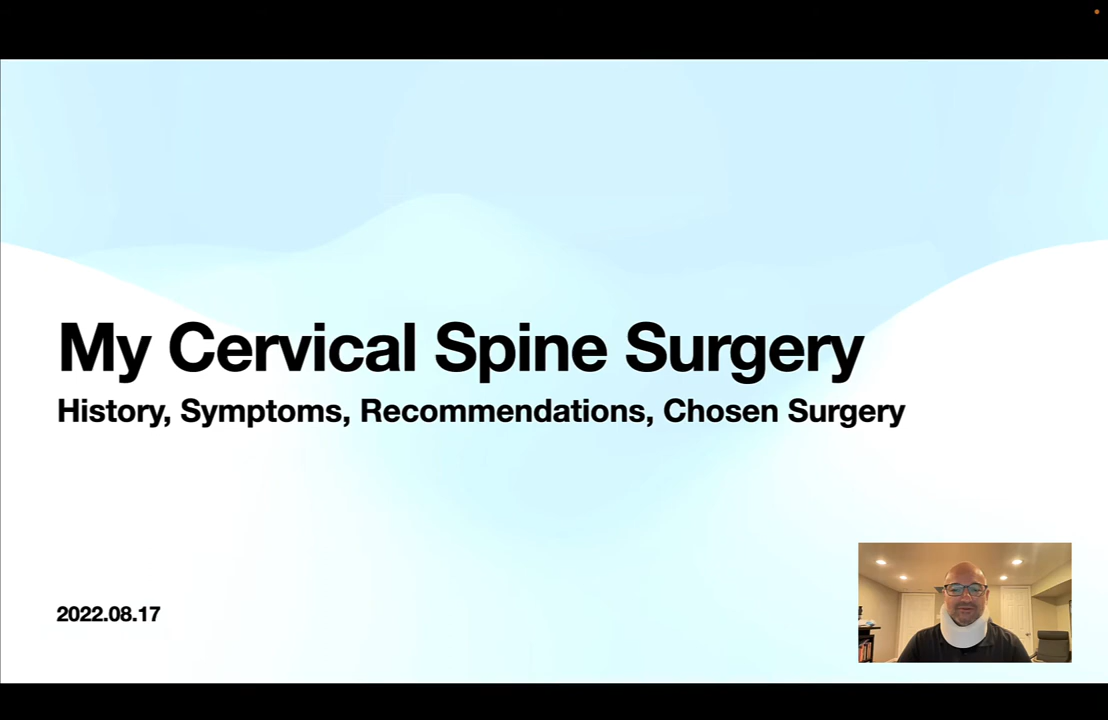 My Cervical Spine Surgery
History, Symptoms, Recommendations, Chosen Surgery
2022.08.17